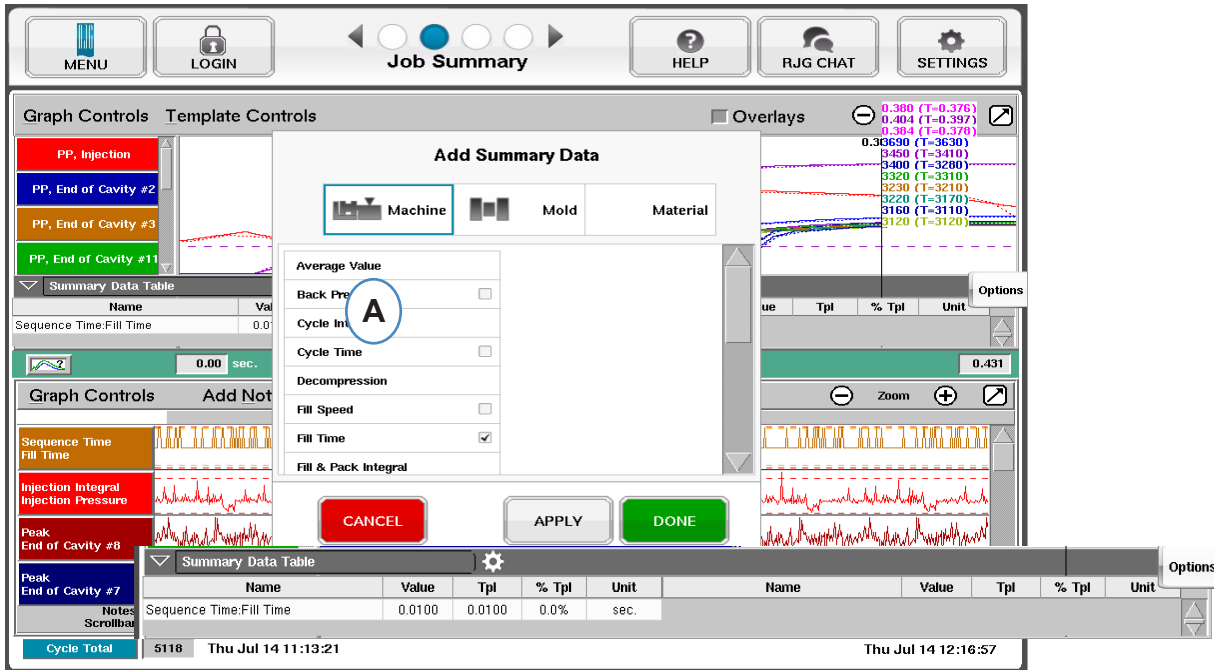 MENU
LOGIN
Job Summary
HELP
RJG CHAT
SETTINGS
Graph Controls Template Controls
Overlays
0.380 (T=0.376)
0.404 (T=0.397)
0.384 (T=0.378)
3690 (T=3630)
3450 (T=3410)
3400 (T=3280)
3320 (T=3310)
3230 (T=3210)
3220 (T=3170)
3160 (T=3110)
3120 (T=3120)
PP, Injection
PP, End of Cavity #2
PP, End of Cavity #3
PP, End of Cavity #11
Add Summary Data
Machine Mold Material
Average Value
Back Pre
A
Cycle Int
Cycle Time
Decompression
Fill Speed
Fill Time
Fill & Pack Integral
CANCEL APPLY DONE
Summary Data Table
Options
Name Val ue Tpl % Tpl Unit
Sequence Time:Fill Time 0.01
0.00 sec. 0.431
Graph Controls Add Not Zoom
Sequence Time
Fill Time
Injection Integral
Injection Pressure
Peak
End of Cavity #8
Peak
End of Cavity #7
Notes
Scrollbar
Summary Data Table
Options
Name Value Tpl % Tpl Unit Name Value Tpl % Tpl Unit
Sequence Time:Fill Time 0.0100 0.0100 0.0% sec.
Cycle Total 5118 Thu Jul 14 11:13:21 Thu Jul 14 12:16:57